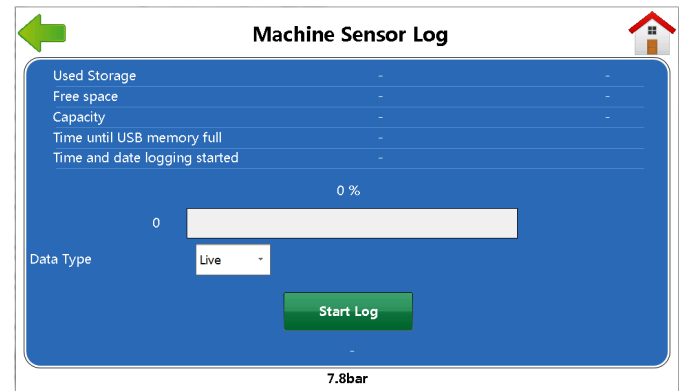 Machine Sensor Log
Used Storage - -
Free space - -
Capacity - -
Time until USB memory full -
Time and date logging started -
0 %
0
Data Type Live
Start Log
-
7.8bar